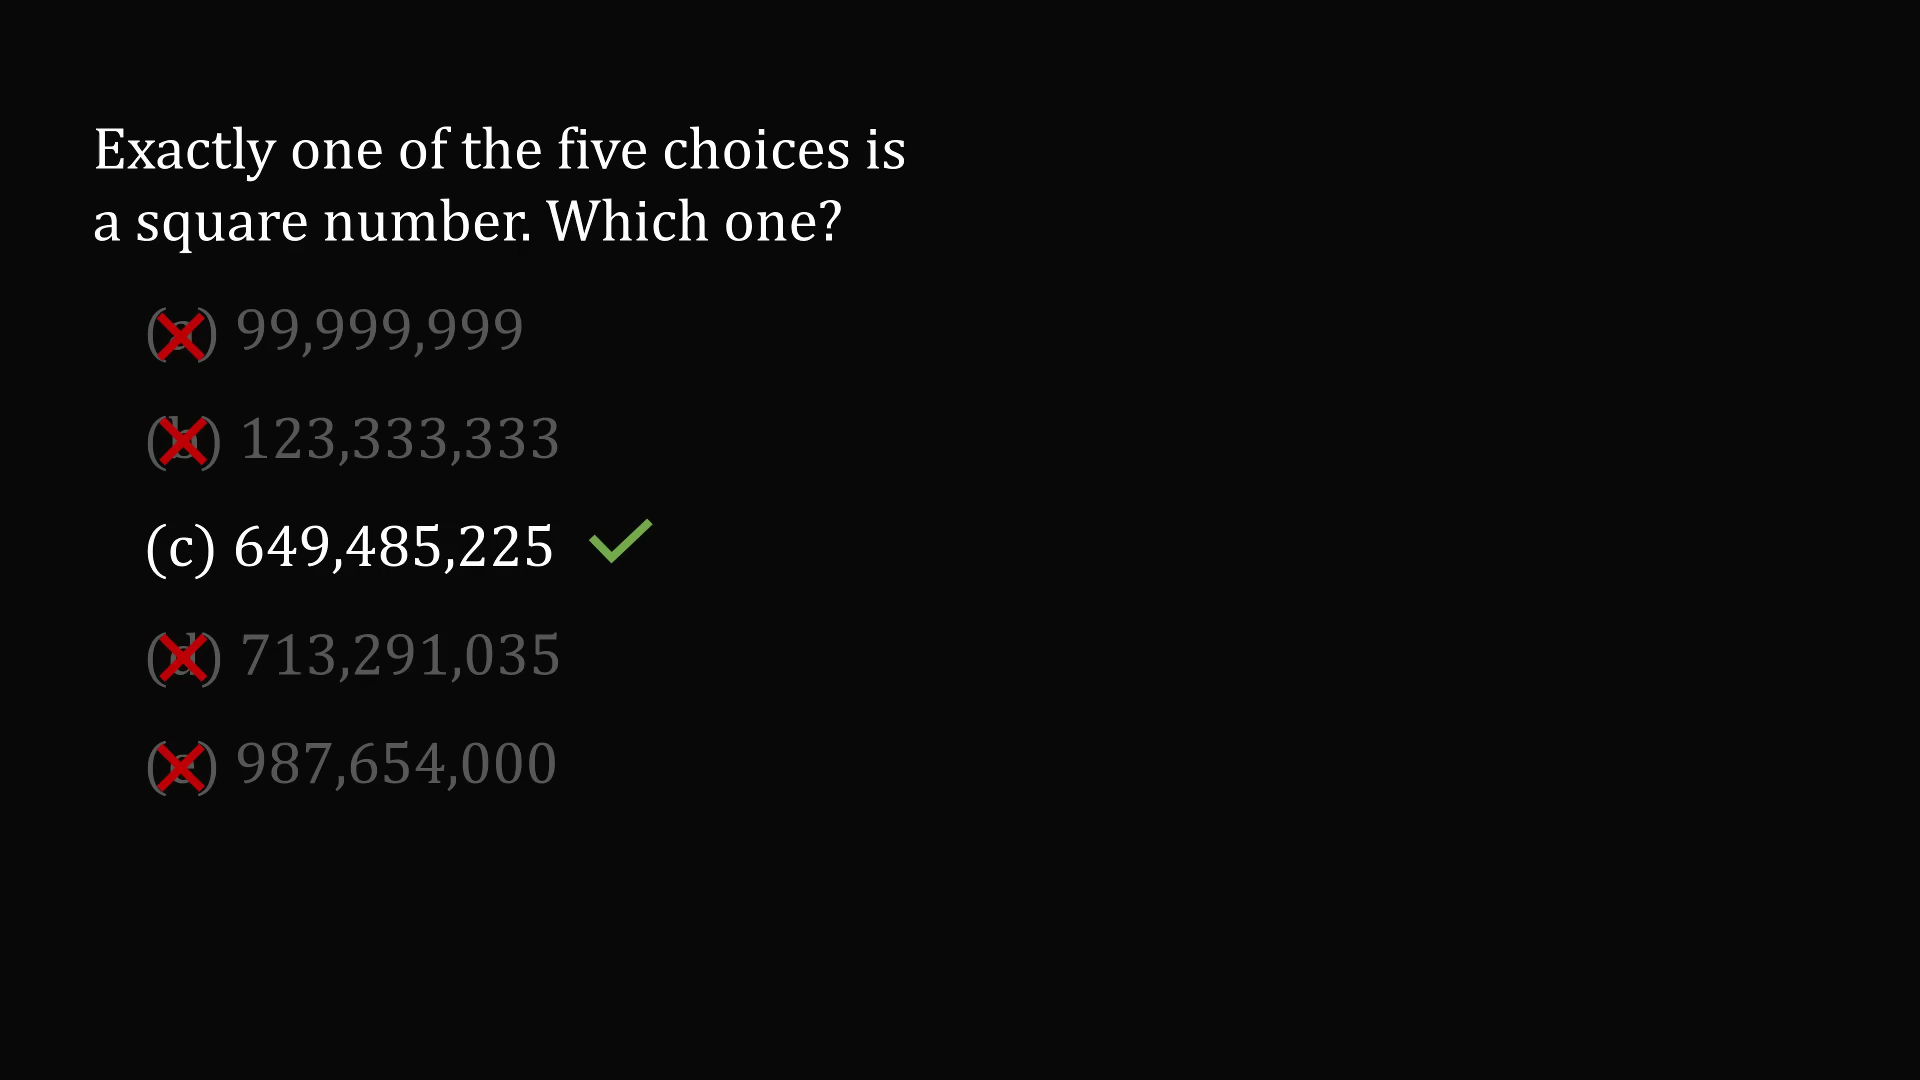 Exactly one of the five choices is
a square number. Which one?
(a) 99,999,999
(b) 123,333,333
(c) 649,485,225
(d) 713,291,035
(e) 987,654,000